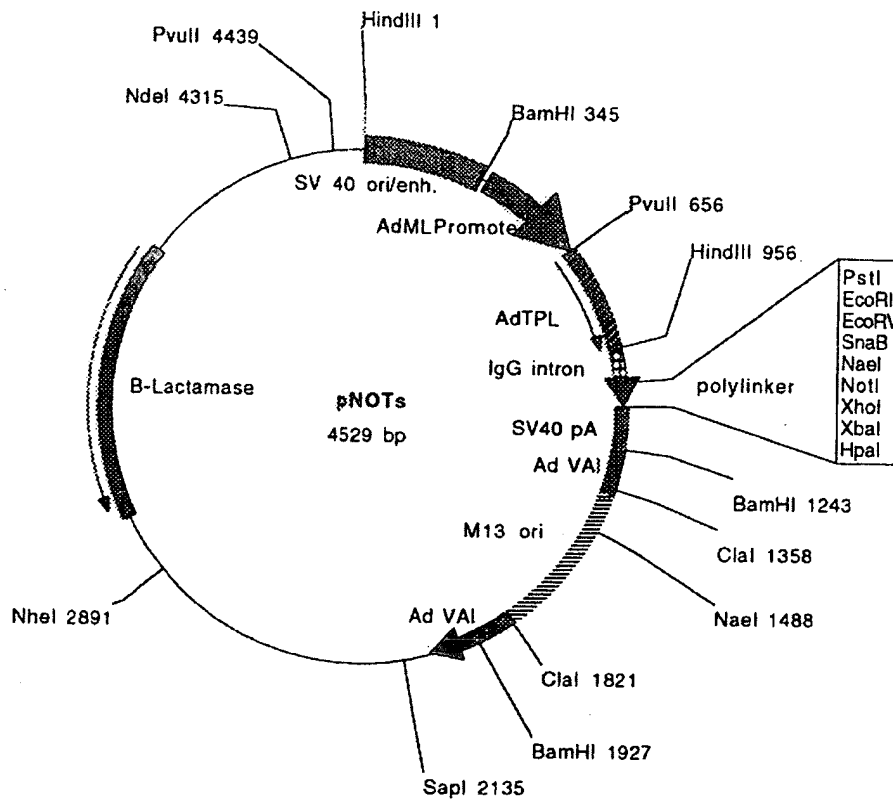 HindIII 1
PvuII 4439
NdeI 4315
BamHI 345
SV 40 ori/enh.
AdMLPromote
PvuII 656
HindIII 956
PstI
EcoRI
EcoRV
SnaB
NaeI
NotI
XhoI
XbaI
HpaI
AdTPL
IgG intron
polylinker
B-Lactamase
pNOTs
4529 bp
SV40 pA
Ad VAI
BamHI 1243
M13 ori
ClaI 1358
NheI 2891
Ad VAI
NaeI 1488
ClaI 1821
BamHI 1927
SapI 2135